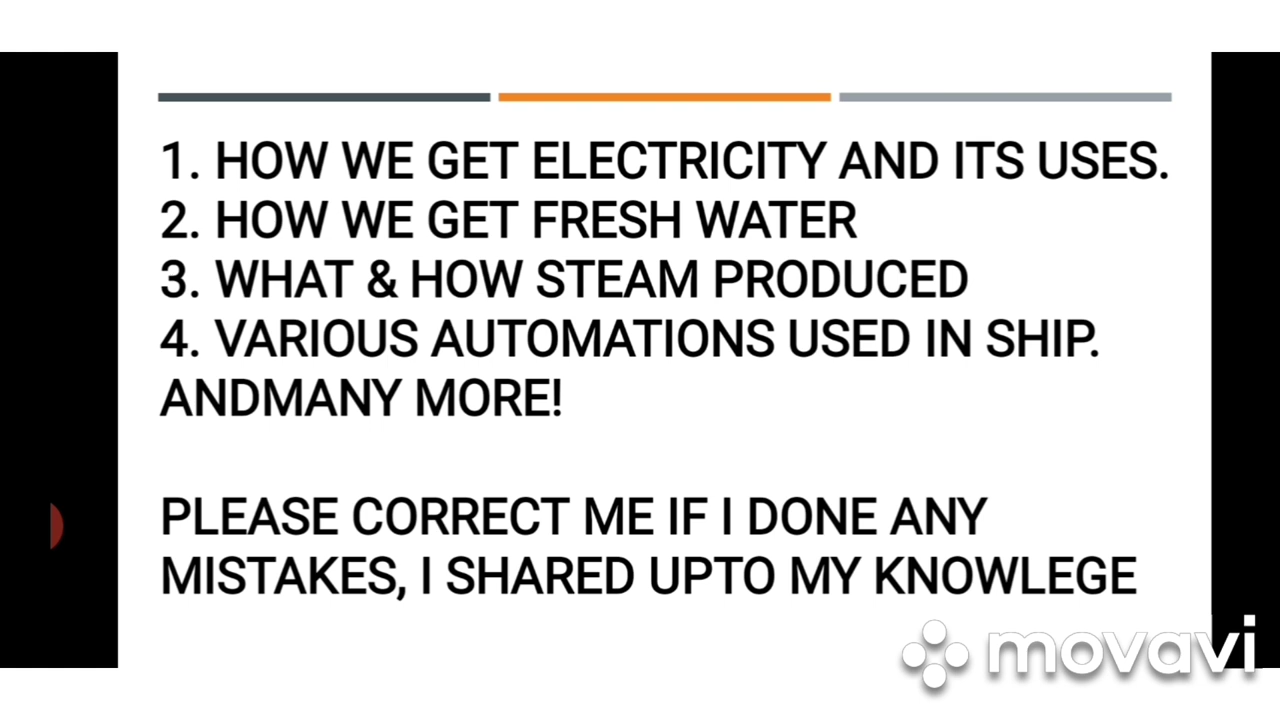 1. HOW WE GET ELECTRICITY AND ITS USES.
2. HOW WE GET FRESH WATER
3. WHAT & HOW STEAM PRODUCED
4. VARIOUS AUTOMATIONS USED IN SHIP.
ANDMANY MORE!
PLEASE CORRECT ME IF I DONE ANY
MISTAKES, I SHARED UPTO MY KNOWLEGE
movavi